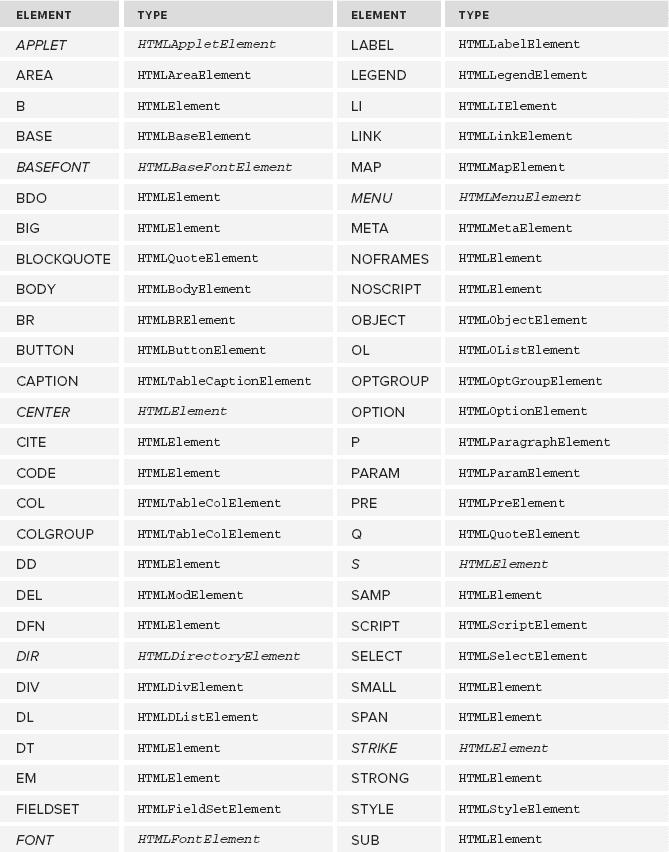 ELEMENT TYPE ELEMENT TYPE
APPLET HTMLAppletElement LABEL HTMLLabelElement
AREA HTMLAreaElement LEGEND HTMLLegendElement
B HTMLElement LI HTMLLIElement
BASE HTMLBaseElement LINK HTMLLinkElement
BASEFONT HTMLBaseFontElement MAP HTMLMapElement
BDO HTMLElement MENU HTMLMenuElement
BIG HTMLElement META HTMLMetaElement
BLOCKQUOTE HTMLQuoteElement NOFRAMES HTMLElement
BODY HTMLBodyElement NOSCRIPT HTMLElement
BR HTMLBRElement OBJECT HTMLObjectElement
BUTTON HTMLButtonElement OL HTMLOListElement
CAPTION HTMLTableCaptionElement OPTGROUP HTMLOptGroupElement
CENTER HTMLElement OPTION HTMLOptionElement
CITE HTMLElement P HTMLParagraphElement
CODE HTMLElement PARAM HTMLParamElement
COL HTMLTableColElement PRE HTMLPreElement
COLGROUP HTMLTableColElement Q HTMLQuoteElement
DD HTMLElement S HTMLElement
DEL HTMLModElement SAMP HTMLElement
DFN HTMLElement SCRIPT HTMLScriptElement
DIR HTMLDirectoryElement SELECT HTMLSelectElement
DIV HTMLDivElement SMALL HTMLElement
DL HTMLDListElement SPAN HTMLElement
DT HTMLElement STRIKE HTMLElement
EM HTMLElement STRONG HTMLElement
FIELDSET HTMLFieldSetElement STYLE HTMLStyleElement
FONT HTMLFontElement SUB HTMLElement